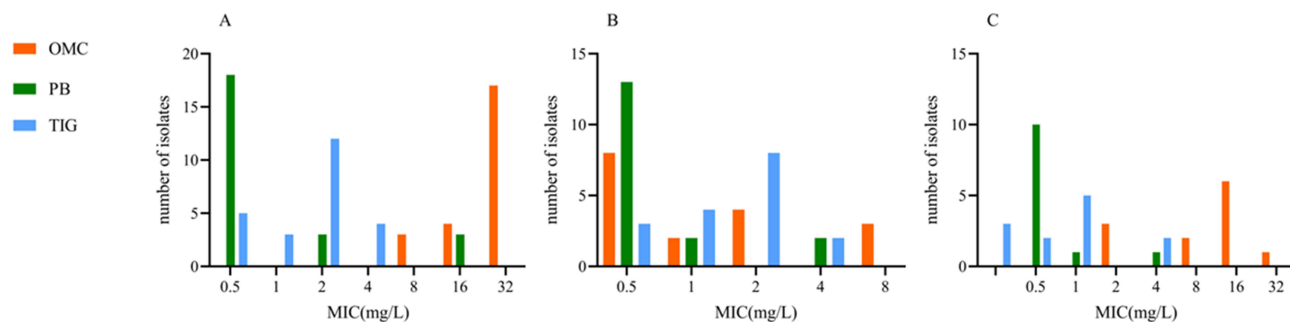 OMC
PB
TIG
A
number of isolates
20
15
10
5
0
0.5 1 2 4 8 16 32
MIC(mg/L)
B
number of isolates
15
10
5
0
0.5 1 2 4 8
MIC(mg/L)
C
number of isolates
15
10
5
0
0.5 1 2 4 8 16 32
MIC(mg/L)